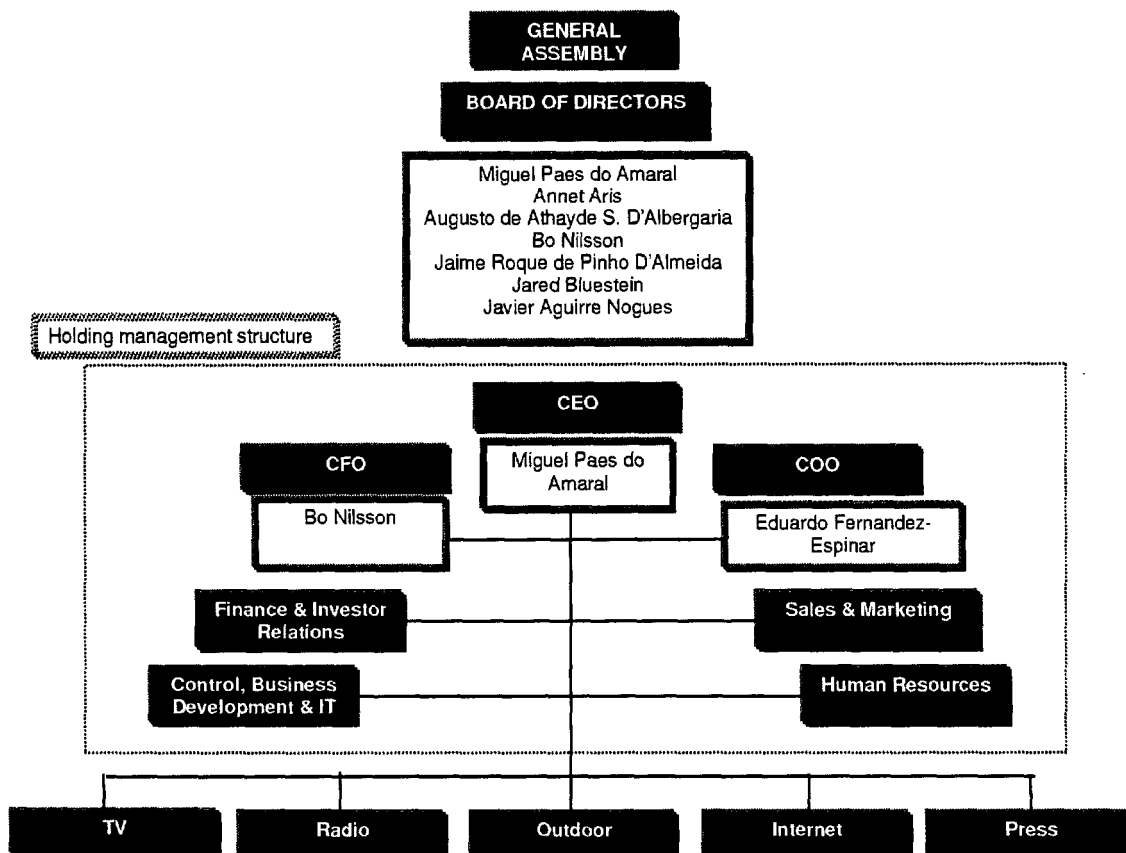 GENERAL
ASSEMBLY
BOARD OF DIRECTORS
Miguel Paes do Amaral
Annet Aris
Augusto de Athayde S. D'Albergaria
Bo Nilsson
Jaime Roque de Pinho D'Almeida
Jared Bluestein
Javier Aguirre Nogues
Holding management structure
CEO
Miguel Paes do
Amaral
CFO
Bo Nilsson
COO
Eduardo Fernandez-
Espinar
Finance & Investor
Relations
Sales & Marketing
Control, Business
Development & IT
Human Resources
TV
Radio
Outdoor
Internet
Press